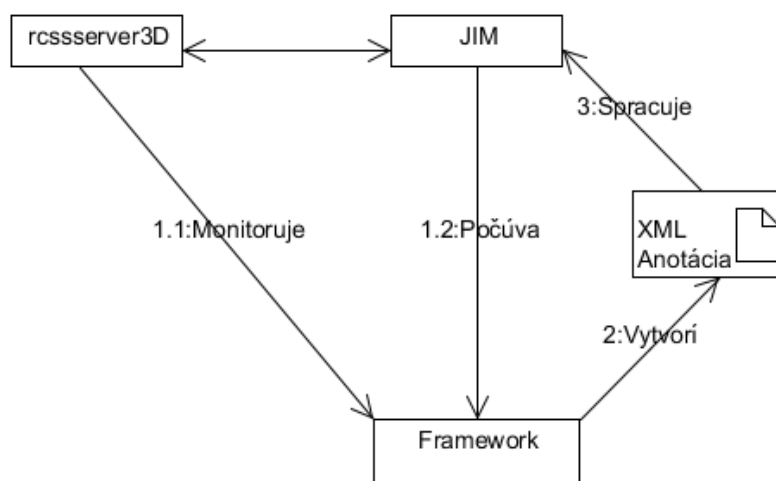 rcssserver3D
JIM
3:Spracuje
1.1:Monitoruje
1.2:Počúva
XML
Anotácia
2:Vytvorí
Framework